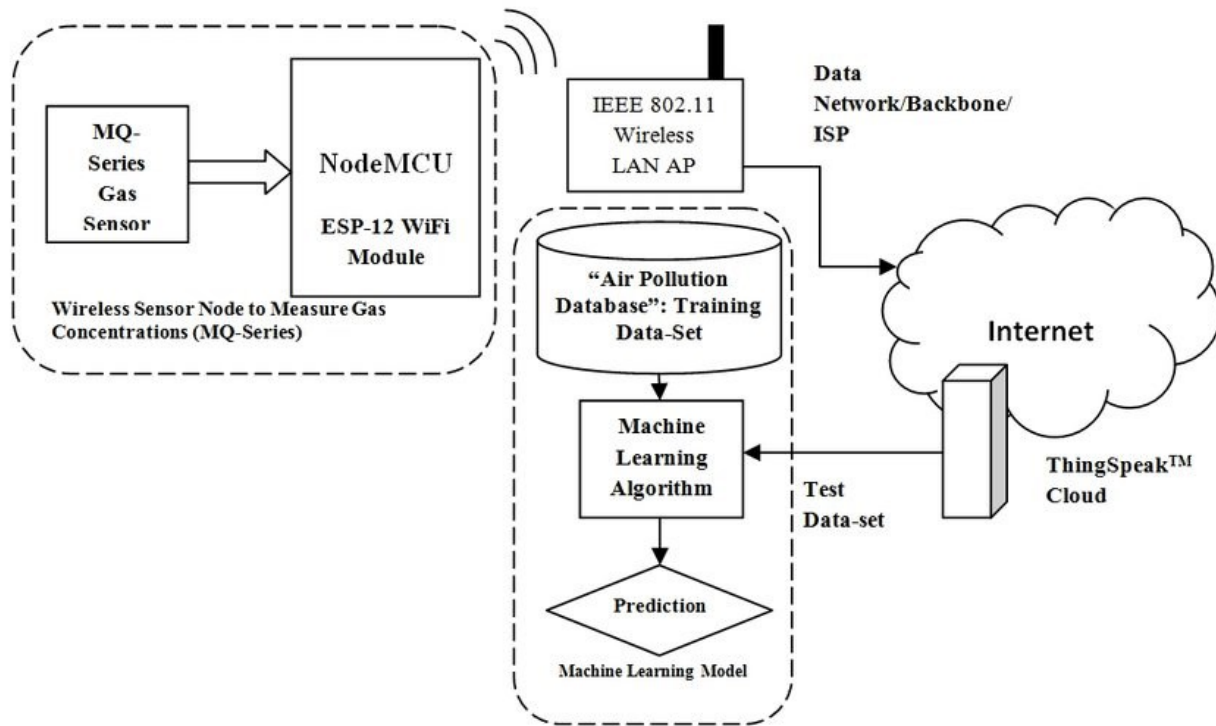 MQ-
Series
Gas
Sensor
NodeMCU
ESP-12 WiFi
Module
Wireless Sensor Node to Measure Gas
Concentrations (MQ-Series)
IEEE 802.11
Wireless
LAN AP
Data
Network/Backbone/
ISP
“Air Pollution
Database”: Training
Data-Set
Internet
Machine
Learning
Algorithm
Test
Data-set
ThingSpeak™
Cloud
Prediction
Machine Learning Model